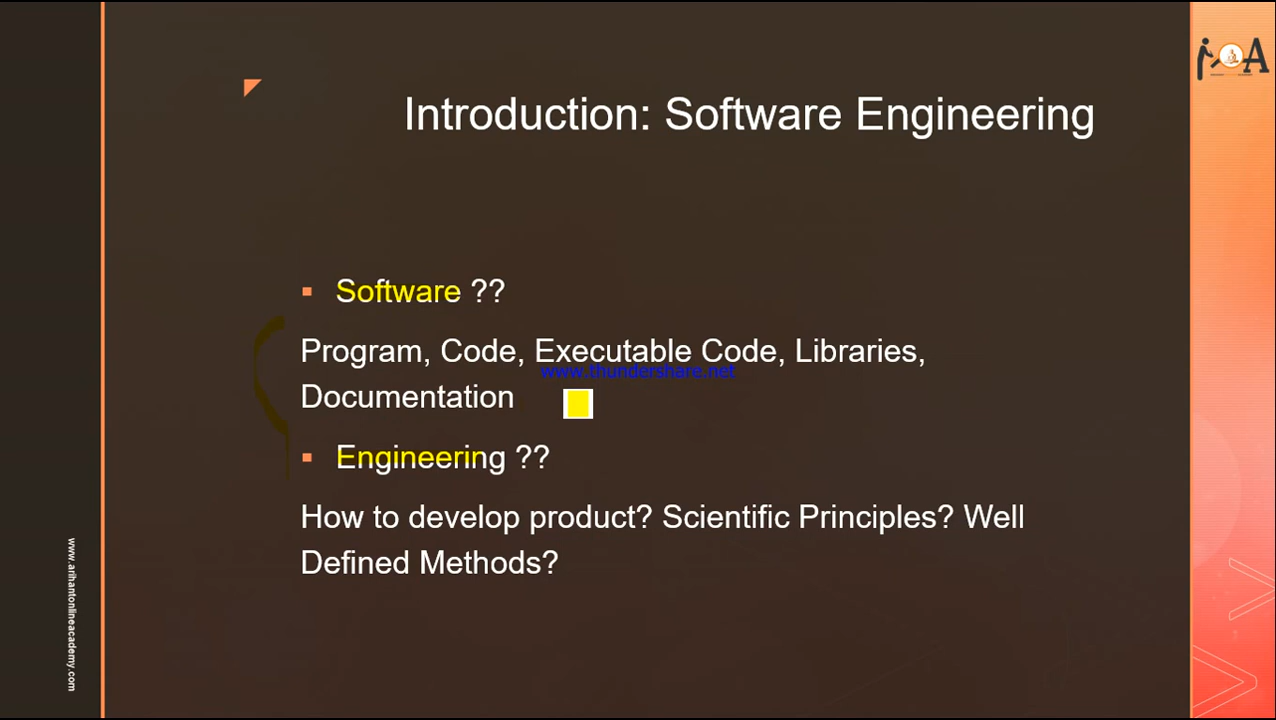 Introduction: Software Engineering
Software ??
Program, Code, Executable Code, Libraries,
www.thundershare.net
Documentation
Engineering ??
How to develop product? Scientific Principles? Well
Defined Methods?
www.arihantonlineacademy.com